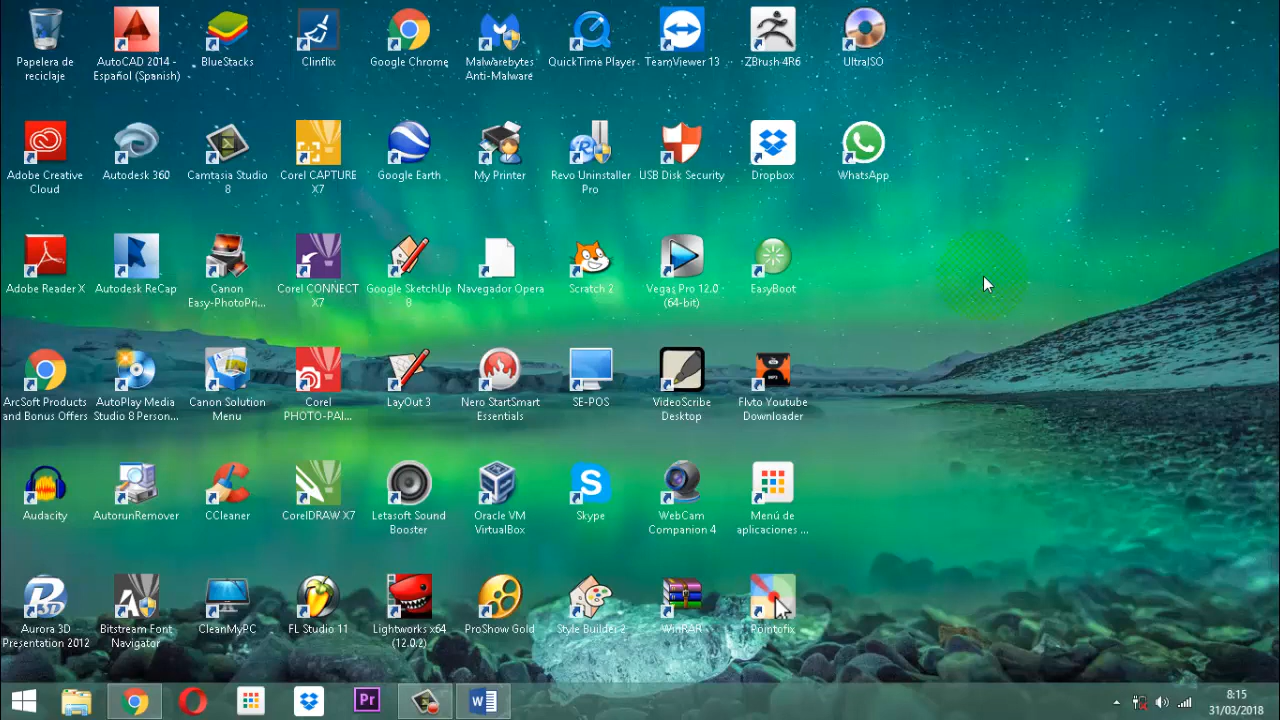 Papelera de
reciclaje
AutoCAD 2014 -
Español (Spanish)
BlueStacks
Clinflix
Google Chrome
Malwarebytes
Anti-Malware
QuickTime Player
TeamViewer 13
ZBrush 4R6
UltraISO
Adobe Creative
Cloud
Autodesk 360
Camtasia Studio
8
Corel CAPTURE
X7
Google Earth
My Printer
Revo Uninstaller
Pro
USB Disk Security
Dropbox
WhatsApp
Adobe Reader X
Autodesk ReCap
Canon
Easy-PhotoPri...
Corel CONNECT
X7
Google SketchUp
8
Navegador Opera
Scratch 2
Vegas Pro 12.0
(64-bit)
EasyBoot
ArcSoft Products
and Bonus Offers
AutoPlay Media
Studio 8 Person...
Canon Solution
Menu
Corel
PHOTO-PAI...
LayOut 3
Nero StartSmart
Essentials
SE-POS
VideoScribe
Desktop
Flvto Youtube
Downloader
Audacity
AutorunRemover
CCleaner
CorelDRAW X7
Letasoft Sound
Booster
Oracle VM
VirtualBox
Skype
WebCam
Companion 4
Menú de
aplicaciones ...
Aurora 3D
Presentation 2012
Bitstream Font
Navigator
CleanMyPC
FL Studio 11
Lightworks x64
(12.0.2)
ProShow Gold
Style Builder 2
WinRAR
Pointofix
Pr
8:15
31/03/2018